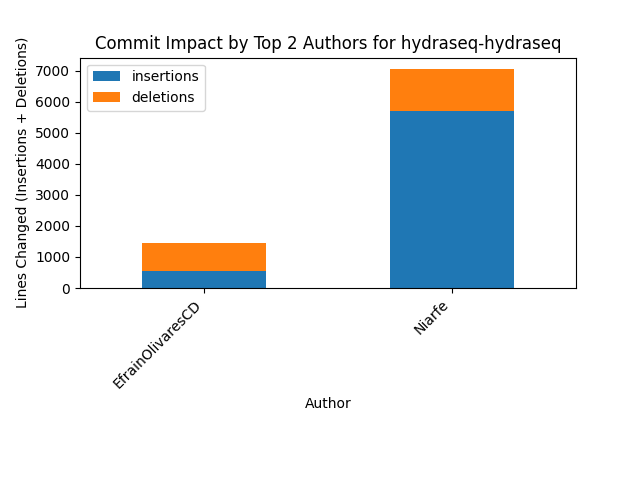 Commit Impact by Top 2 Authors for hydraseq-hydraseq
Lines Changed (Insertions + Deletions)
insertions
deletions
7000
6000
5000
4000
3000
2000
1000
0
EfrainOlivaresCD
Niarfe
Author